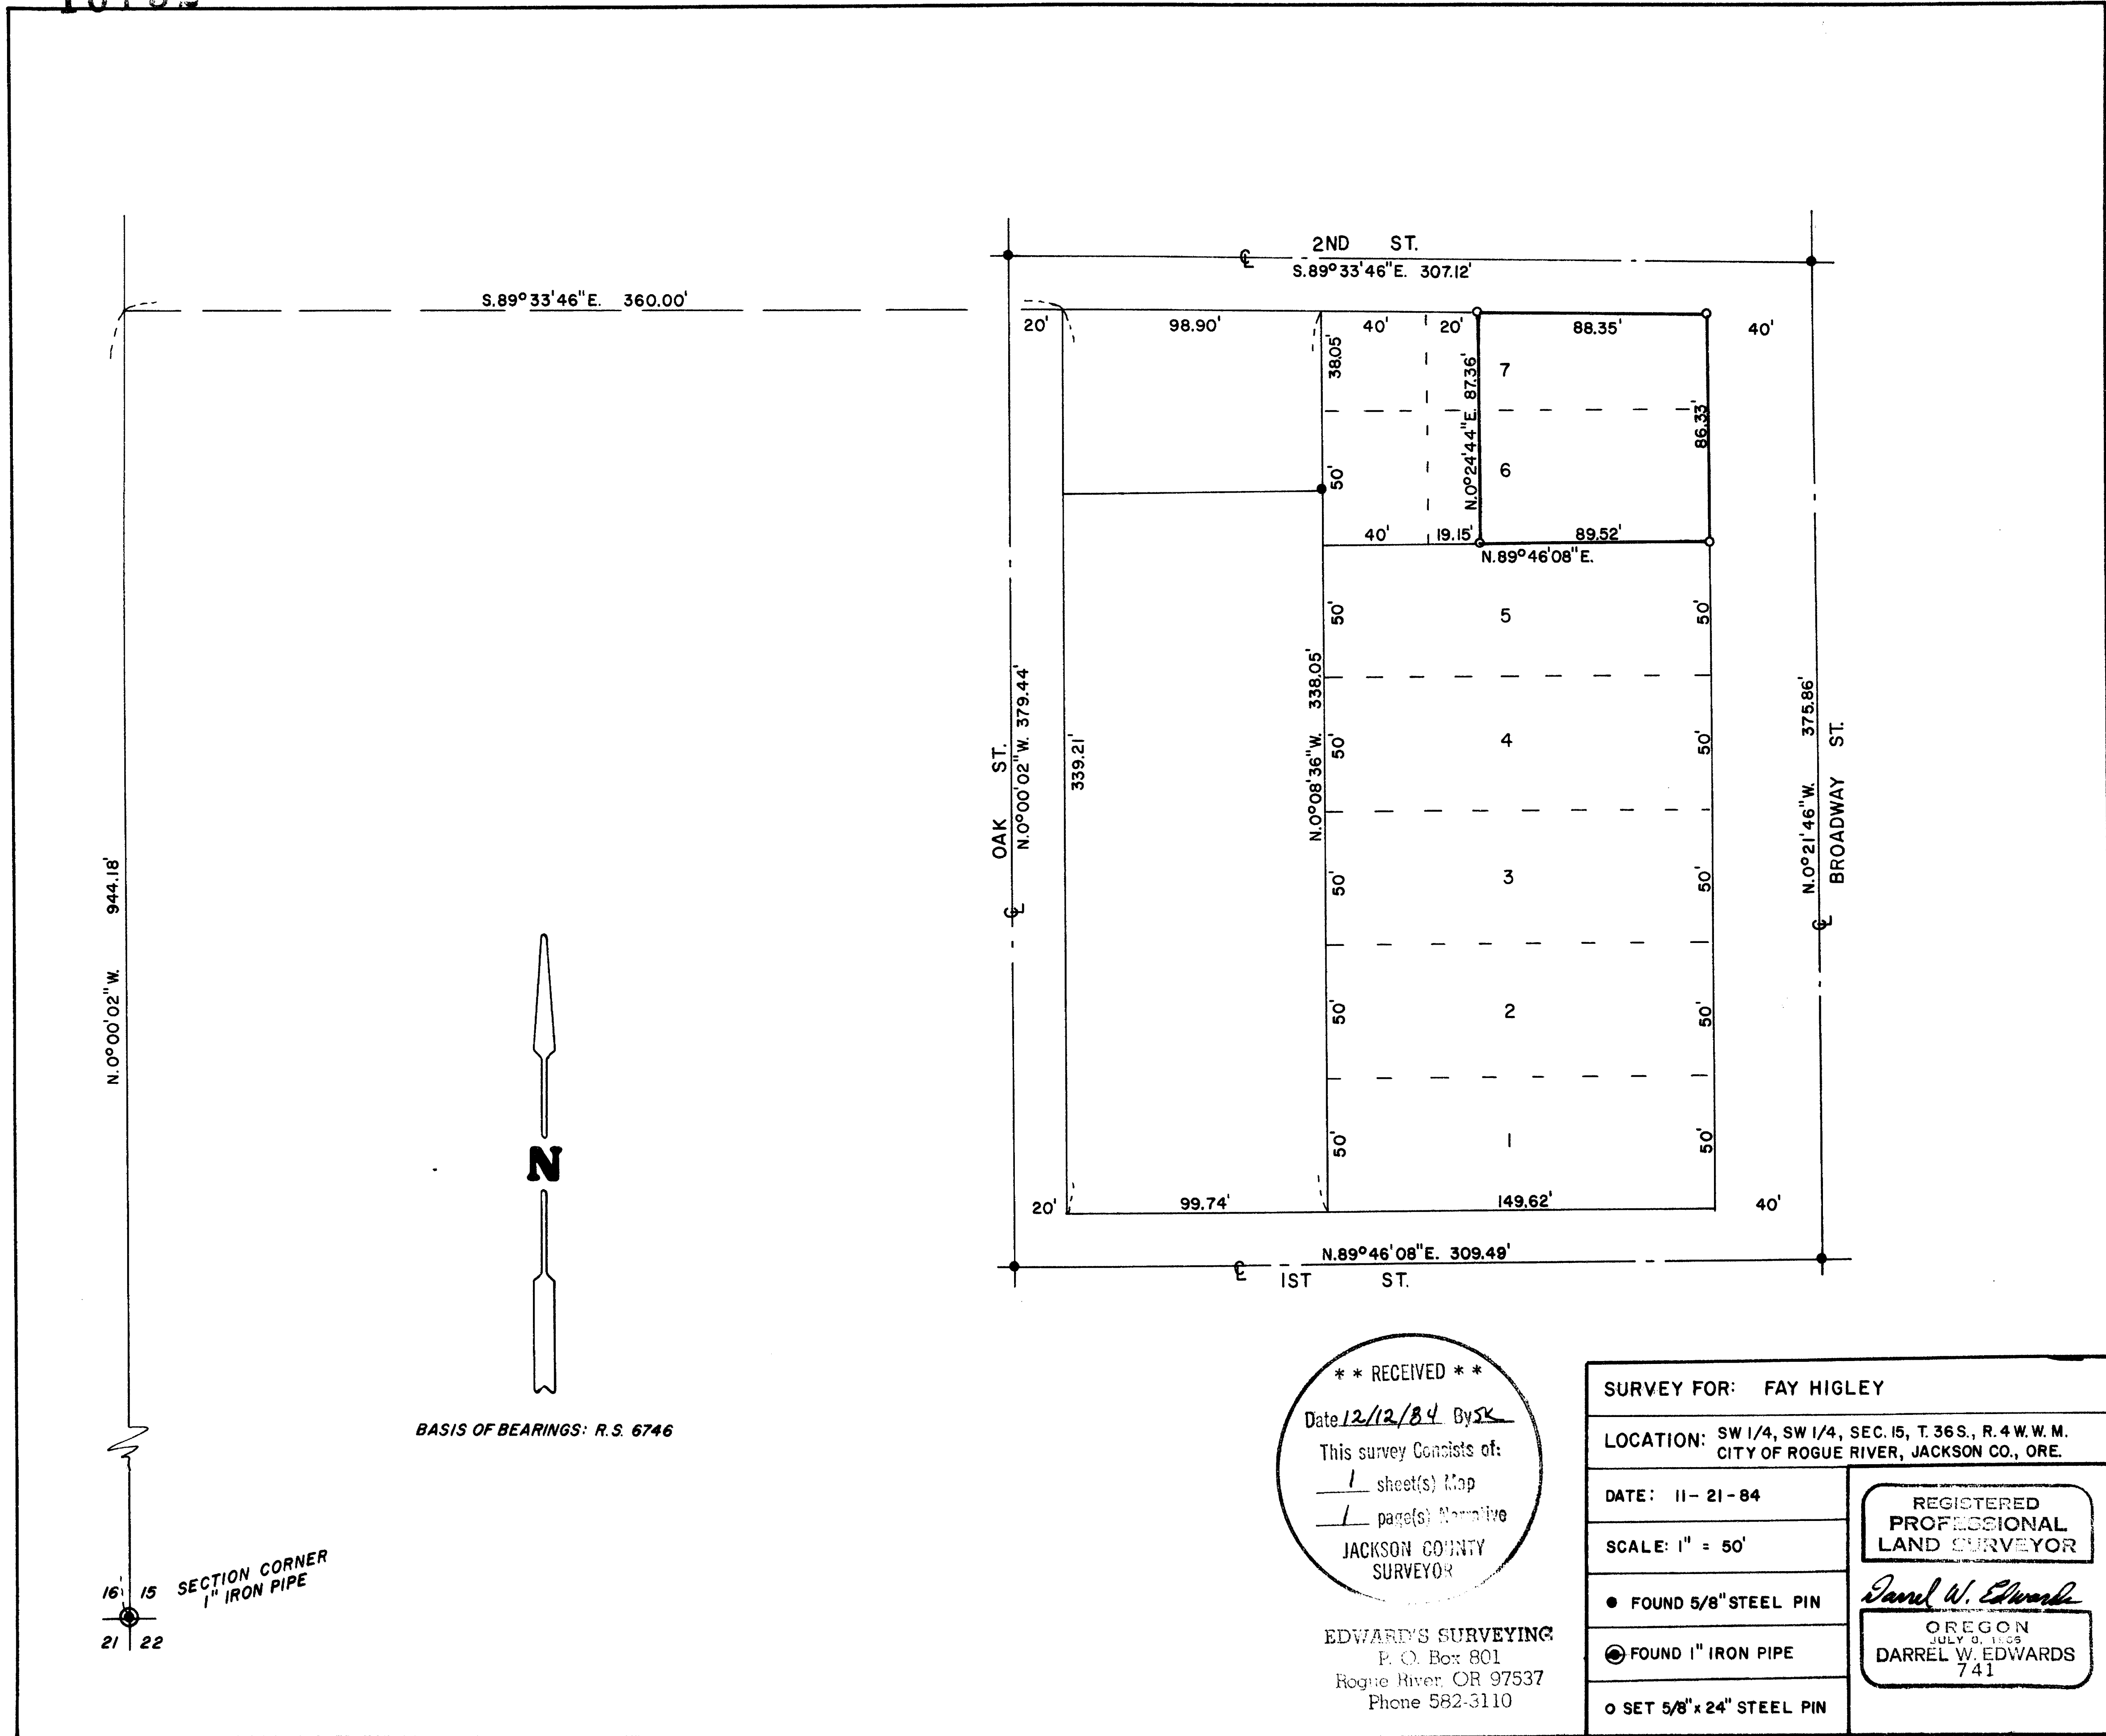 2ND ST.
S.89°33'46"E. 307.12'
S.89°33'46"E. 360.00'
20' 98.90' 40' 20' 88.35' 40'
38.05'
N.0°24'44"E. 87.36'
7
86.33'
50'
6
40' 19.15' 89.52'
N.89°46'08"E.
50' 5 50'
OAK ST.
N.0°00'02"W. 379.44'
339.21'
N.0°08'36"W. 338.05'
50' 4 50'
N.0°21'46"W. 375.86'
BROADWAY ST.
50' 3 50'
N.0°00'02"W. 944.18'
50' 2 50'
N
50' 1 50'
20' 99.74' 149.62' 40'
N.89°46'08"E. 309.49'
1ST ST.
BASIS OF BEARINGS: R.S. 6746
16 15 SECTION CORNER
1" IRON PIPE
21 22
* * RECEIVED * *
Date 12/12/84 By SK
This survey Consists of:
1 sheet(s) Map
1 page(s) Narrative
JACKSON COUNTY
SURVEYOR
EDWARD'S SURVEYING
P. O. Box 801
Rogue River, OR 97537
Phone 582-3110
SURVEY FOR: FAY HIGLEY
LOCATION: SW 1/4, SW 1/4, SEC. 15, T. 36 S., R. 4 W. W. M.
CITY OF ROGUE RIVER, JACKSON CO., ORE.
DATE: 11-21-84
SCALE: 1" = 50'
● FOUND 5/8" STEEL PIN
FOUND 1" IRON PIPE
o SET 5/8" x 24" STEEL PIN
REGISTERED
PROFESSIONAL
LAND SURVEYOR
Darrel W. Edwards
OREGON
JULY
DARREL W. EDWARDS
741